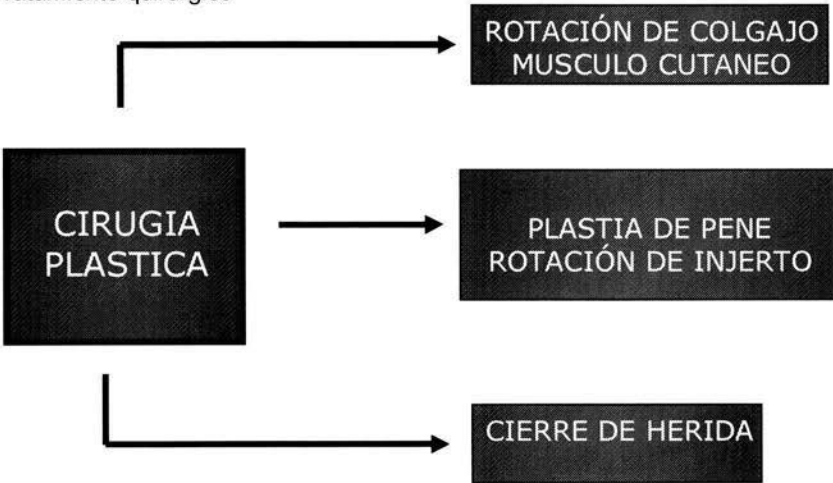 ROTACIÓN DE COLGAJO
MUSCULO CUTANEO
CIRUGIA
PLASTICA
PLASTIA DE PENE
ROTACIÓN DE INJERTO
CIERRE DE HERIDA